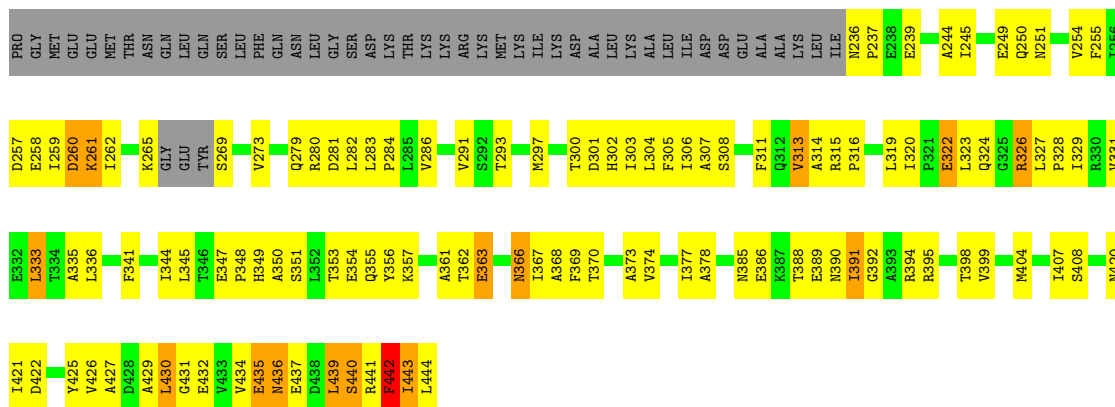 PRO GLY MET GLU GLU MET THR ASN GLN LEU GLN SER LEU PHE GLN ASN LEU GLY SER ASP LYS THR LYS LYS ARG LYS MET LYS ILE LYS ASP ALA LEU LYS ALA LEU ILE ASP ASP GLU ALA ALA LYS LEU ILE N236 P237 E238 E239 A244 I245 E249 Q250 N251 V254 F255 I256
D257 E258 I259 D260 K261 I262 K265 GLY GLU TYR S269 V273 Q279 R280 D281 L282 L283 P284 L285 V286 V291 S292 T293 M297 T300 D301 H302 I303 L304 F305 I306 A307 S308 F311 Q312 V313 A314 R315 P316 L319 I320 P321 E322 L323 Q324 G325 R326 L327 P328 I329 R330 V331
E332 L333 T334 A335 L336 F341 I344 L345 T346 E347 P348 H349 A350 S351 L352 T353 E354 Q355 Y356 K357 A361 T362 E363 N366 I367 A368 F369 T370 A373 V374 I377 A378 N385 E386 K387 T388 E389 N390 I391 G392 A393 R394 R395 T398 V399 M404 I407 S408 M420
I421 D422 Y425 V426 A427 D428 A429 L430 G431 E432 V433 V434 E435 N436 E437 D438 L439 S440 R441 F442 I443 L444